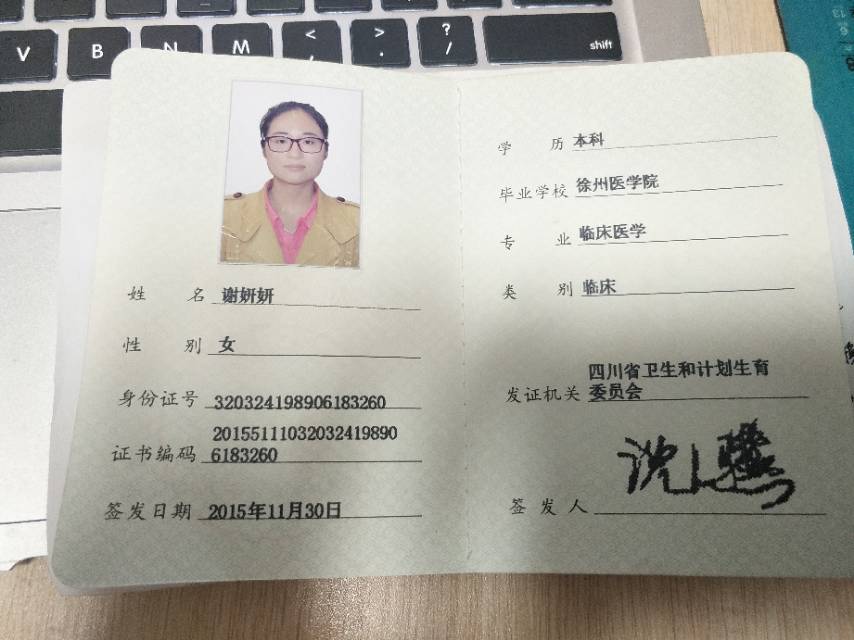 V B N M < , > . ? / shift
姓 名 谢妍妍
性 别 女
身份证号 320324198906183260
证书编码 20155111032032419890
6183260
签发日期 2015年11月30日
学 历 本科
毕业学校 徐州医学院
专 业 临床医学
类 别 临床
发证机关 四川省卫生和计划生育
委员会
签 发 人